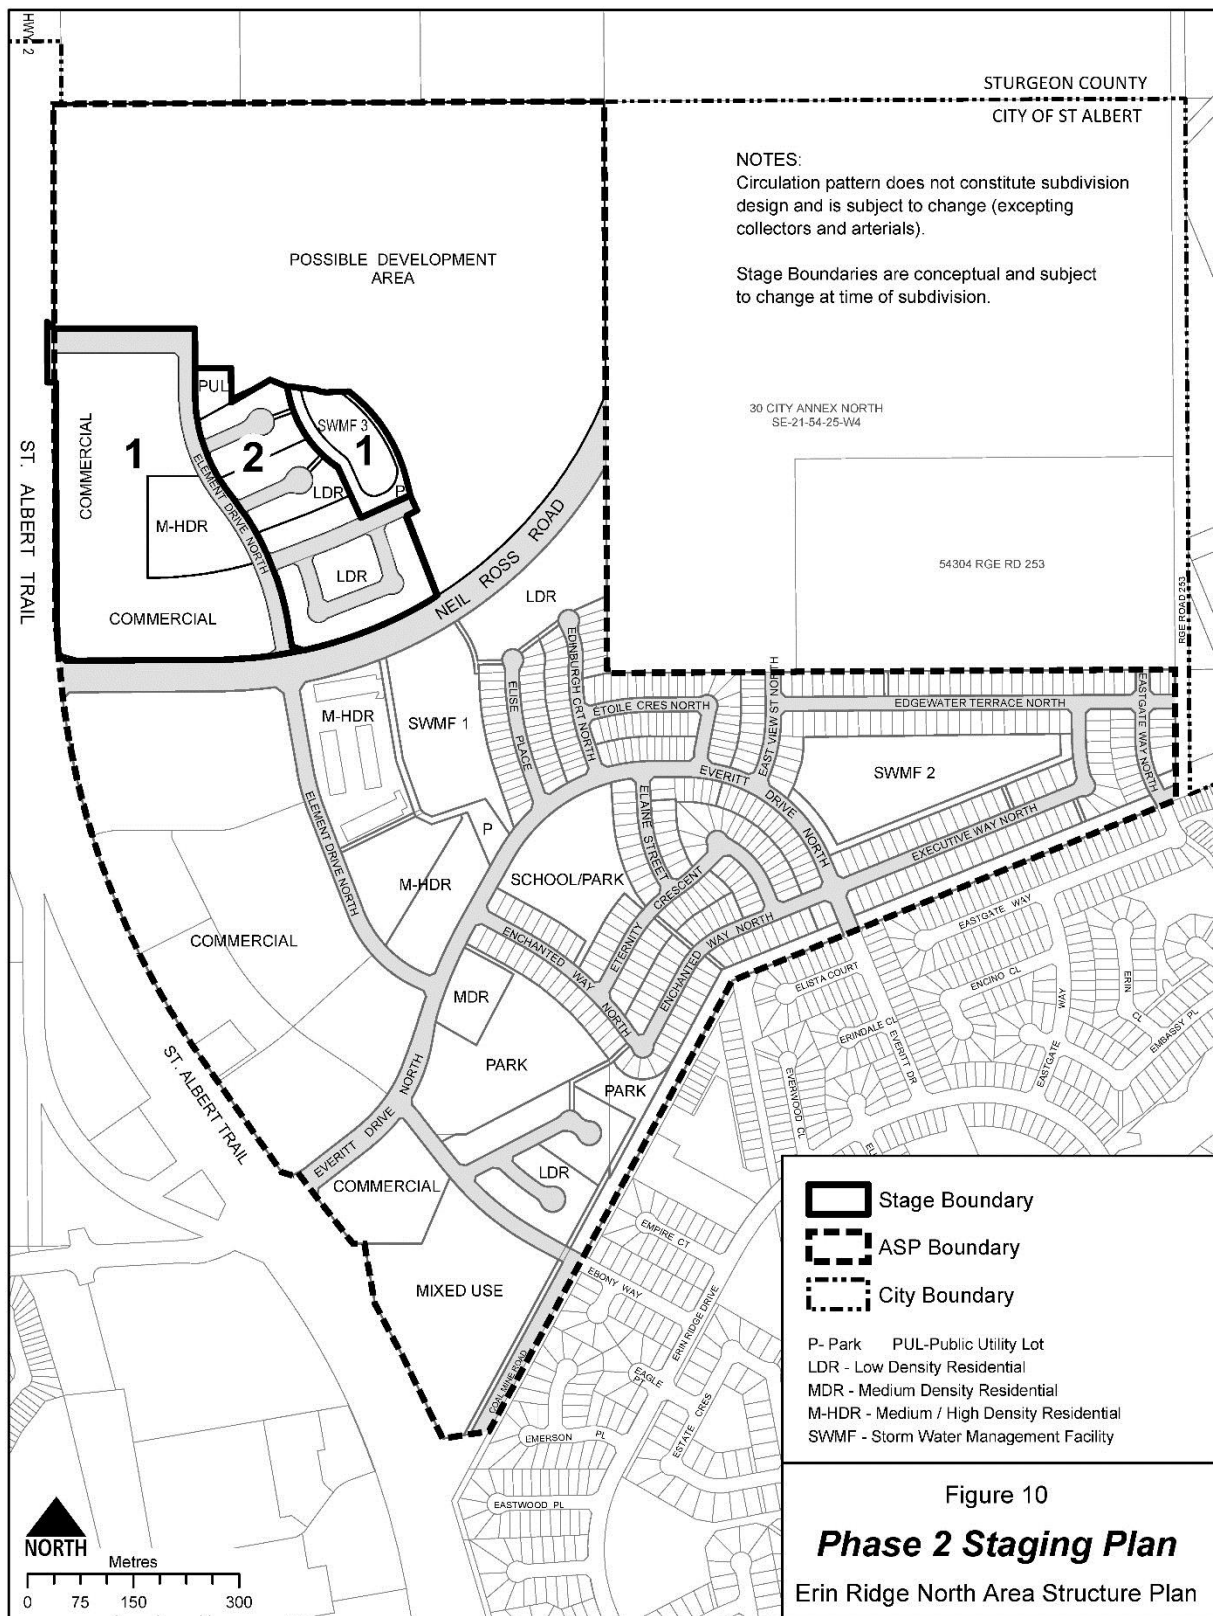 HWY 2
STURGEON COUNTY
CITY OF ST ALBERT
NOTES:
Circulation pattern does not constitute subdivision
design and is subject to change (excepting
collectors and arterials).
Stage Boundaries are conceptual and subject
to change at time of subdivision.
POSSIBLE DEVELOPMENT
AREA
PUL
SWMF 3
1
2
1
COMMERCIAL
ST. ALBERT TRAIL
ELEMENT DRIVE NORTH
LDR
P
M-HDR
LDR
COMMERCIAL
NEIL ROSS ROAD
30 CITY ANNEX NORTH
SE-21-54-25-W4
54304 RGE RD 253
RGE ROAD 253
LDR
M-HDR
SWMF 1
ELISE PLACE
EDINBURGH CRT NORTH
ETOILE CRES NORTH
EAST VIEW ST NORTH
EDGEWATER TERRACE NORTH
EASTGATE WAY NORTH
SWMF 2
EVERITT DRIVE NORTH
ELAINE STREET
EXECUTIVE WAY NORTH
ELEMENT DRIVE NORTH
P
M-HDR
SCHOOL/PARK
ETERNITY CRESCENT
ENCHANTED WAY NORTH
ENCHANTED WAY NORTH
COMMERCIAL
MDR
PARK
PARK
EASTGATE WAY
ELISTA COURT
ENCINO CL
ERIN CL
ERINDALE CL
EVERITT DR
EASTGATE WAY
EMBASSY PL
EVERWOOD CL
ST. ALBERT TRAIL
EVERITT DRIVE NORTH
COMMERCIAL
LDR
MIXED USE
COAL MINE ROAD
EMPIRE CT
EBONY WAY
ERIN RIDGE DRIVE
EAGLE PT
ESTATE CRES
EMERSON PL
EASTWOOD PL
Stage Boundary
ASP Boundary
City Boundary
P- Park PUL-Public Utility Lot
LDR - Low Density Residential
MDR - Medium Density Residential
M-HDR - Medium / High Density Residential
SWMF - Storm Water Management Facility
Figure 10
Phase 2 Staging Plan
Erin Ridge North Area Structure Plan
NORTH
Metres
0 75 150 300